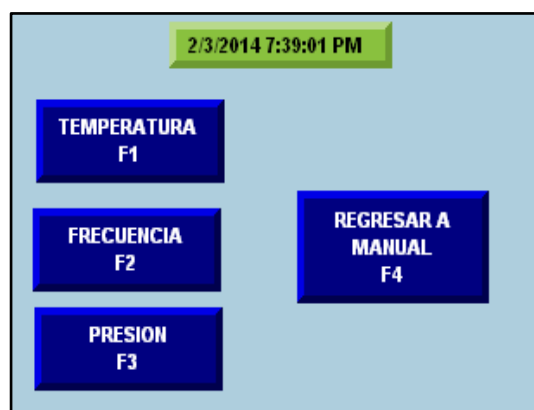 2/3/2014 7:39:01 PM
TEMPERATURA
F1
FRECUENCIA
F2
PRESION
F3
REGRESAR A
MANUAL
F4